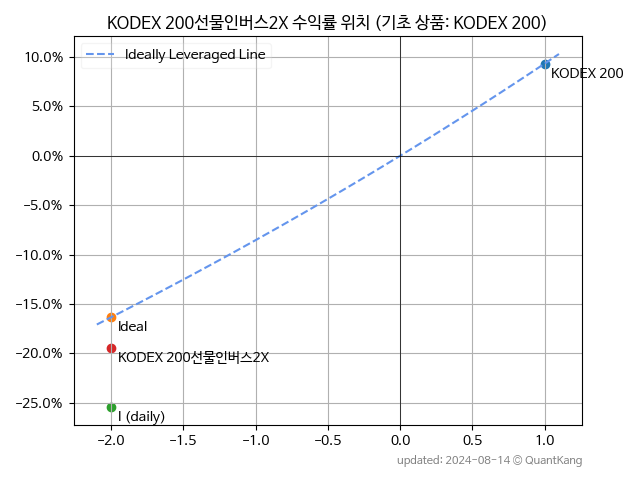 KODEX 200선물인버스2X 수익률 위치 (기초 상품: KODEX 200)
Ideally Leveraged Line
10.0%
5.0%
0.0%
−5.0%
−10.0%
−15.0%
−20.0%
−25.0%
KODEX 200
Ideal
KODEX 200선물인버스2X
I (daily)
−2.0 −1.5 −1.0 −0.5 0.0 0.5 1.0
updated: 2024-08-14 © QuantKang